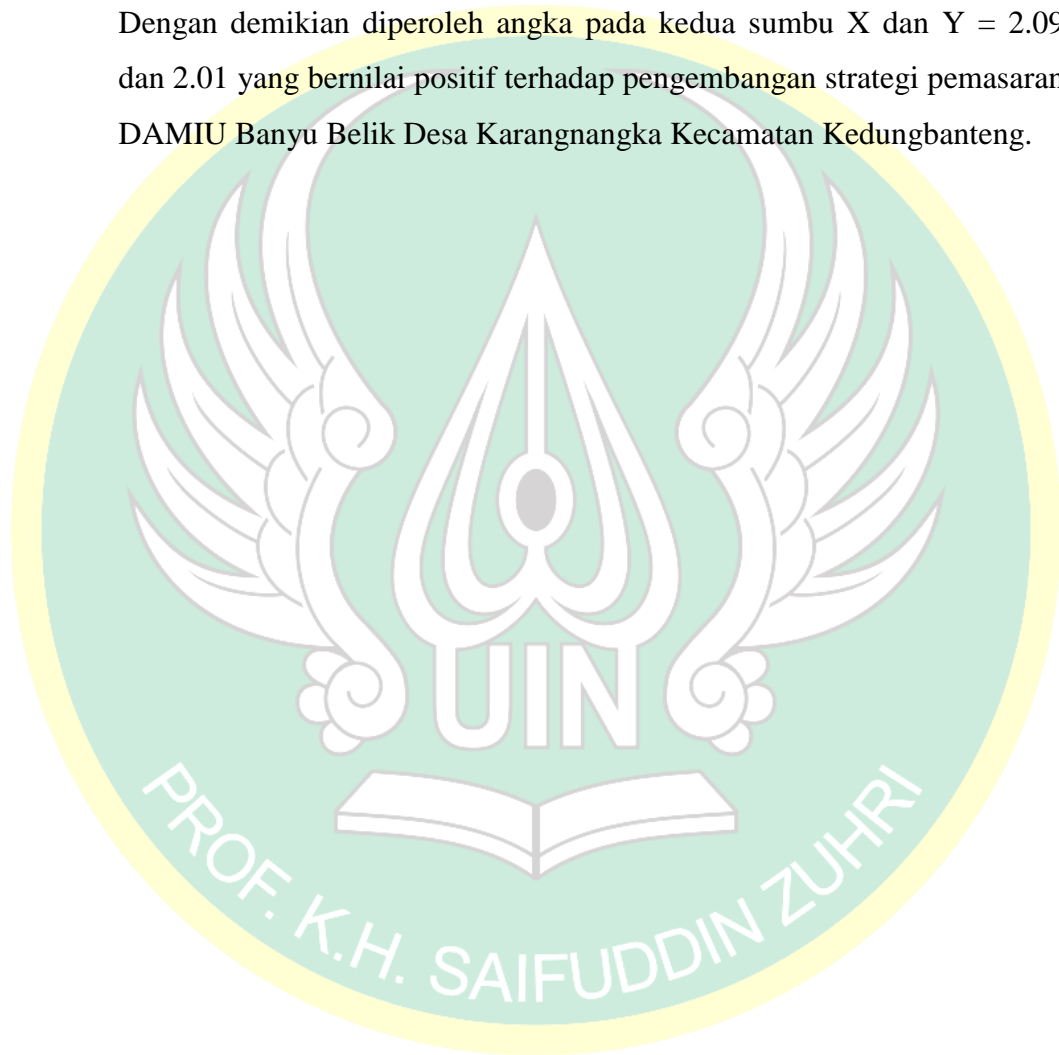 Dengan demikian diperoleh angka pada kedua sumbu X dan Y = 2.09
dan 2.01 yang bernilai positif terhadap pengembangan strategi pemasaran
DAMIU Banyu Belik Desa Karangnangka Kecamatan Kedungbanteng.
UIN
PROF. K.H. SAIFUDDIN ZUHRI